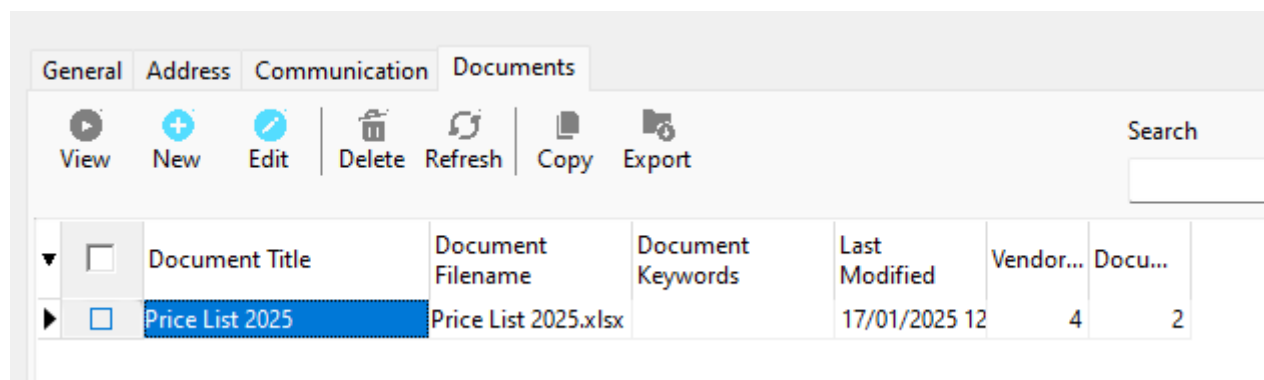 General Address Communication Documents
View New Edit Delete Refresh Copy Export
Search
Document Title Document Filename Document Keywords Last Modified Vendor... Docu...
Price List 2025 Price List 2025.xlsx 17/01/2025 12 4 2